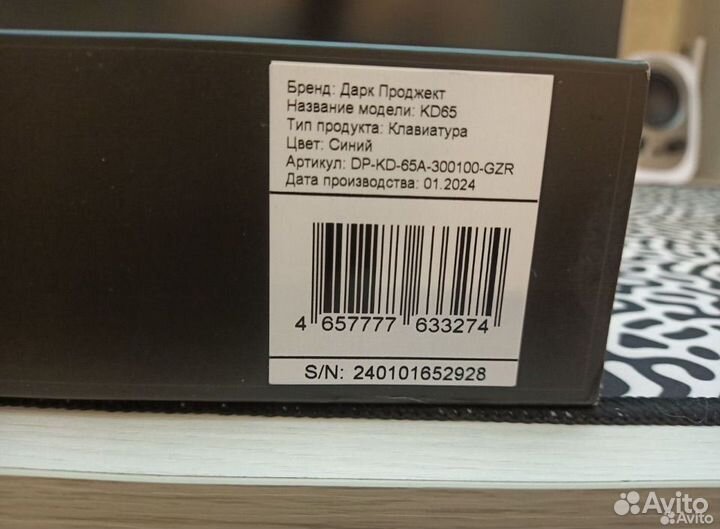 Бренд: Дарк Проджект
Название модели: KD65
Тип продукта: Клавиатура
Цвет: Синий
Артикул: DP-KD-65A-300100-GZR
Дата производства: 01.2024
4 657777 633274
S/N: 240101652928
Avito
Avito